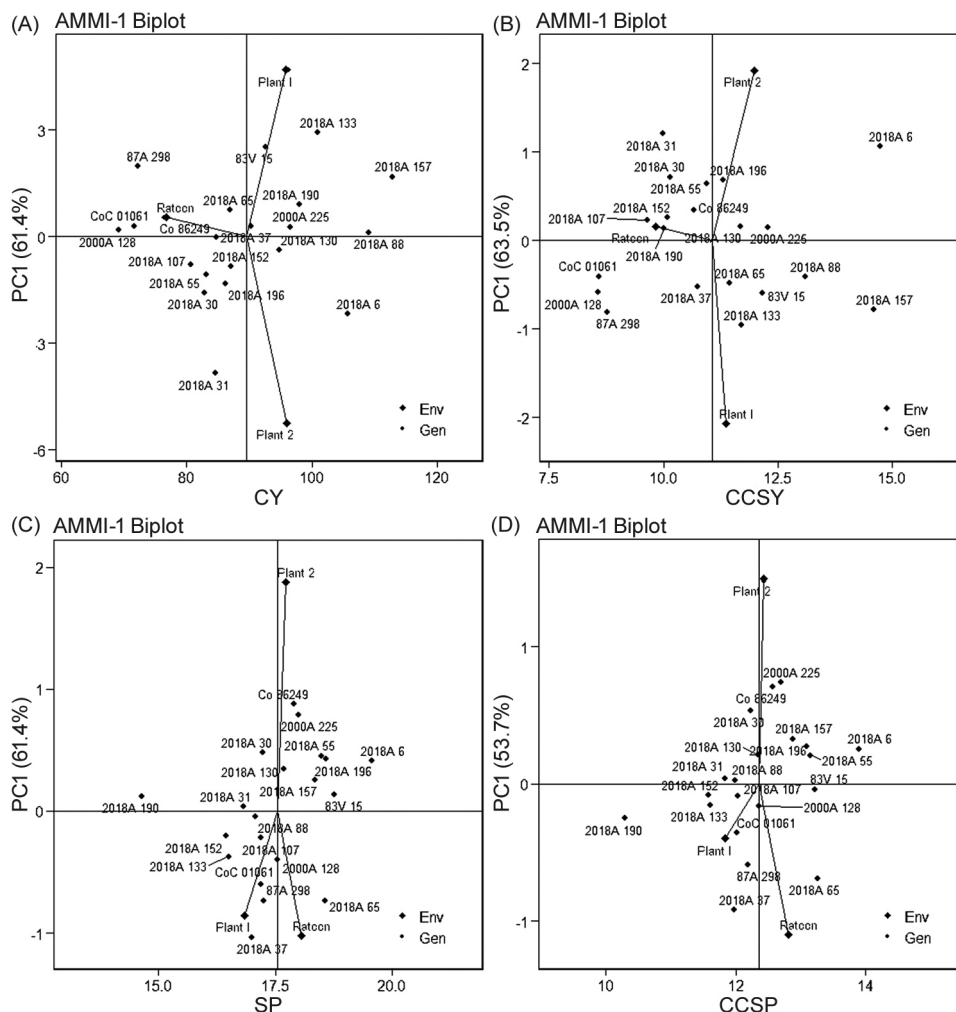 (A) AMMI-1 Biplot
PC1 (61.4%)
3
0
-3
-6
Plant I
2018A 133
83V 15
87A 298
2018A 157
2018A 65
2018A 190
CoC 01061
Ratoon
2000A 225
2000A 128
Co 86249
2018A 37
2018A 130
2018A 88
2018A 107
2018A 152
2018A 55
2018A 196
2018A 30
2018A 6
2018A 31
Plant 2
Env
Gen
60
80
100
120
CY
(B) AMMI-1 Biplot
PC1 (63.5%)
2
1
0
-1
-2
Plant 2
2018A 6
2018A 31
2018A 30
2018A 196
2018A 55
2018A 152
Co 86249
2018A 107
Ratoon
2018A 130
2000A 225
2018A 190
CoC 01061
2018A 65
2018A 88
2018A 37
83V 15
2000A 128
2018A 157
87A 298
2018A 133
Plant I
Env
Gen
7.5
10.0
12.5
15.0
CCSY
(C) AMMI-1 Biplot
PC1 (61.4%)
2
1
0
-1
Plant 2
Co 86249
2000A 225
2018A 30
2018A 55
2018A 6
2018A 130
2018A 196
2018A 157
2018A 190
2018A 31
83V 15
2018A 88
2018A 152
2018A 107
2018A 133
CoC 01061
2000A 128
87A 298
2018A 65
Plant I
Ratoon
2018A 37
Env
Gen
15.0
17.5
20.0
SP
(D) AMMI-1 Biplot
PC1 (53.7%)
1
0
-1
Plant 2
2000A 225
Co 86249
2018A 30
2018A 157
2018A 130
2018A 196
2018A 6
2018A 55
2018A 31
2018A 88
83V 15
2018A 152
2018A 107
2000A 128
2018A 133
2018A 190
CoC 01061
Plant I
87A 298
2018A 65
2018A 37
Ratoon
Env
Gen
10
12
14
CCSP